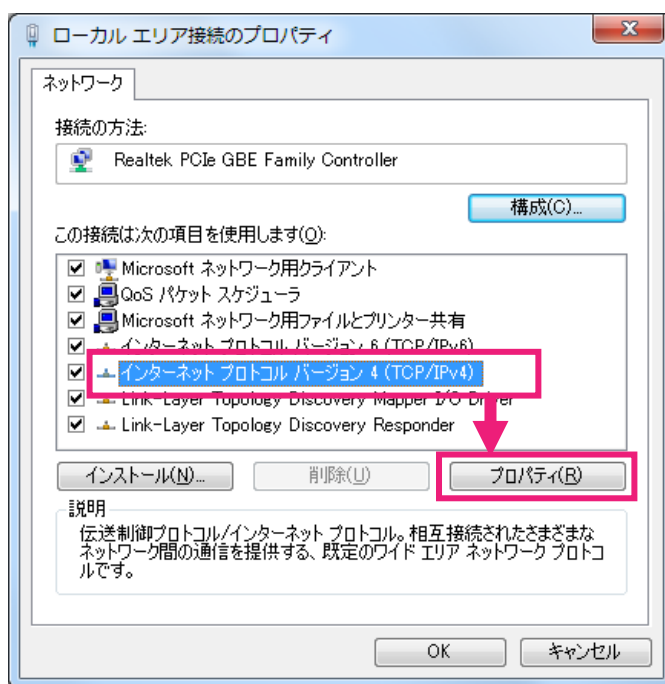 ローカル エリア接続のプロパティ
ネットワーク
接続の方法:
Realtek PCIe GBE Family Controller
構成(C)...
この接続は次の項目を使用します(O):
Microsoft ネットワーク用クライアント
QoS パケット スケジューラ
Microsoft ネットワーク用ファイルとプリンター共有
インターネット プロトコル バージョン 6 (TCP/IPv6)
インターネット プロトコル バージョン 4 (TCP/IPv4)
Link-Layer Topology Discovery Mapper I/O Driver
Link-Layer Topology Discovery Responder
インストール(N)...
削除(U)
プロパティ(R)
説明
伝送制御プロトコル/インターネット プロトコル。相互接続されたさまざまな
ネットワーク間の通信を提供する、既定のワイド エリア ネットワーク プロトコ
ルです。
OK
キャンセル